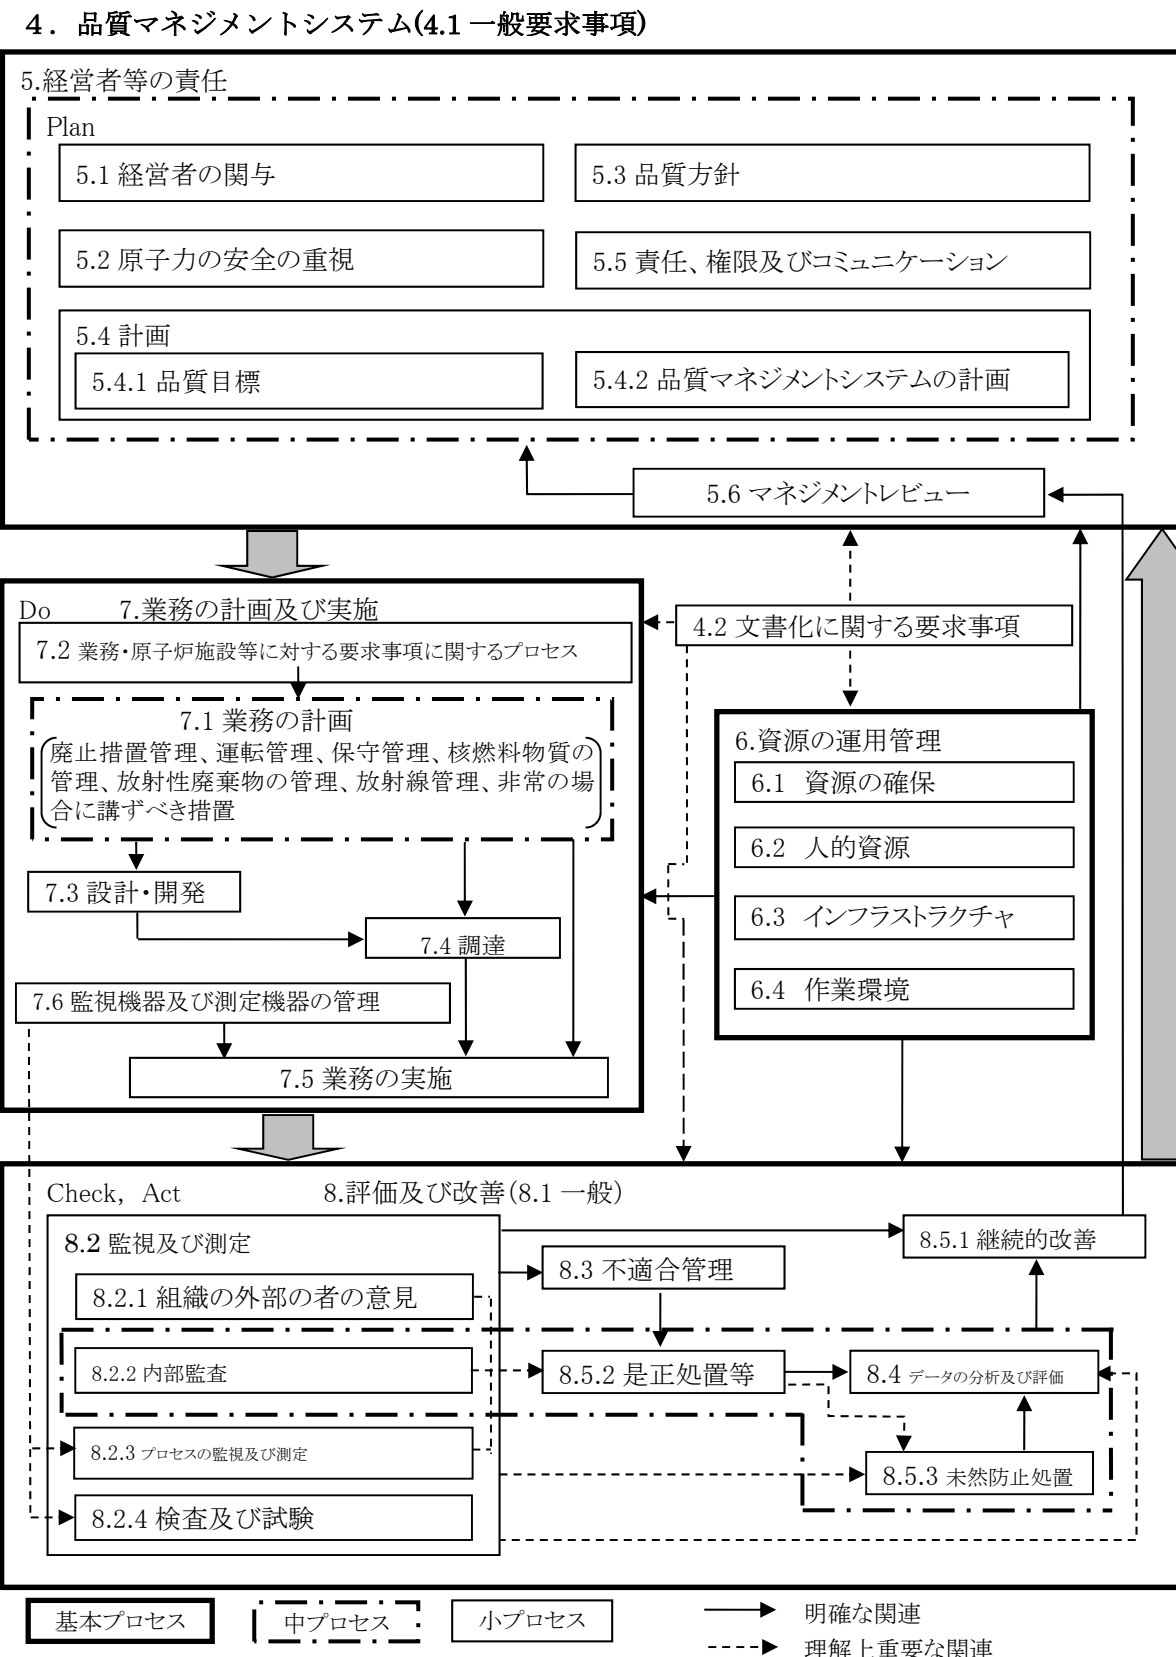 ４．品質マネジメントシステム(4.1 一般要求事項)
5.経営者等の責任
Plan
5.1 経営者の関与
5.3 品質方針
5.2 原子力の安全の重視
5.5 責任、権限及びコミュニケーション
5.4 計画
5.4.1 品質目標
5.4.2 品質マネジメントシステムの計画
5.6 マネジメントレビュー
Do 7.業務の計画及び実施
7.2 業務・原子炉施設等に対する要求事項に関するプロセス
4.2 文書化に関する要求事項
7.1 業務の計画
廃止措置管理、運転管理、保守管理、核燃料物質の
管理、放射性廃棄物の管理、放射線管理、非常の場
合に講ずべき措置
6.資源の運用管理
6.1 資源の確保
6.2 人的資源
6.3 インフラストラクチャ
6.4 作業環境
7.3 設計・開発
7.4 調達
7.6 監視機器及び測定機器の管理
7.5 業務の実施
Check, Act 8.評価及び改善(8.1 一般)
8.2 監視及び測定
8.5.1 継続的改善
8.3 不適合管理
8.2.1 組織の外部の者の意見
8.2.2 内部監査
8.5.2 是正処置等
8.4 データの分析及び評価
8.2.3 プロセスの監視及び測定
8.5.3 未然防止処置
8.2.4 検査及び試験
基本プロセス
中プロセス
小プロセス
明確な関連
理解上重要な関連